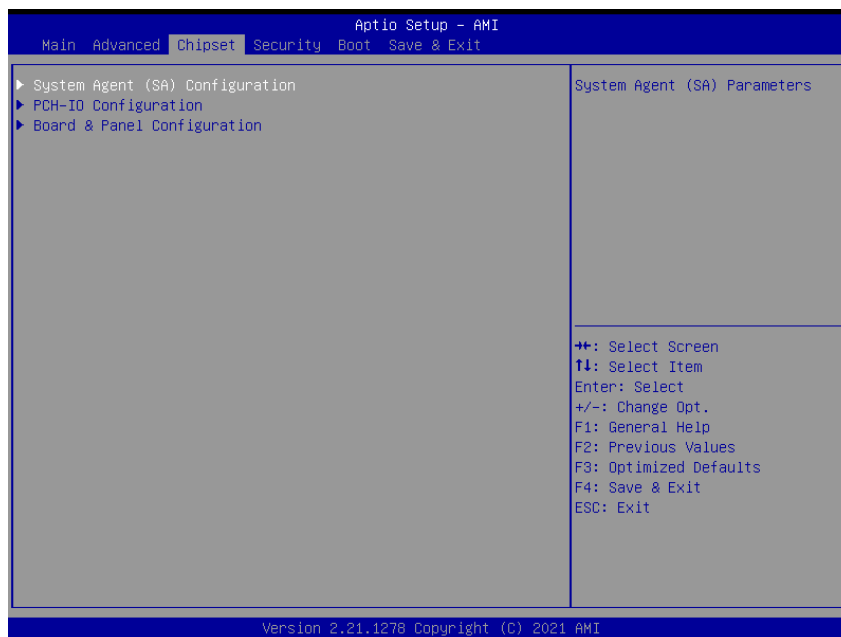 Aptio Setup – AMI
Main Advanced Chipset Security Boot Save & Exit
▶ System Agent (SA) Configuration
▶ PCH-IO Configuration
▶ Board & Panel Configuration
System Agent (SA) Parameters
→←: Select Screen
↑↓: Select Item
Enter: Select
+/-: Change Opt.
F1: General Help
F2: Previous Values
F3: Optimized Defaults
F4: Save & Exit
ESC: Exit
Version 2.21.1278 Copyright (C) 2021 AMI